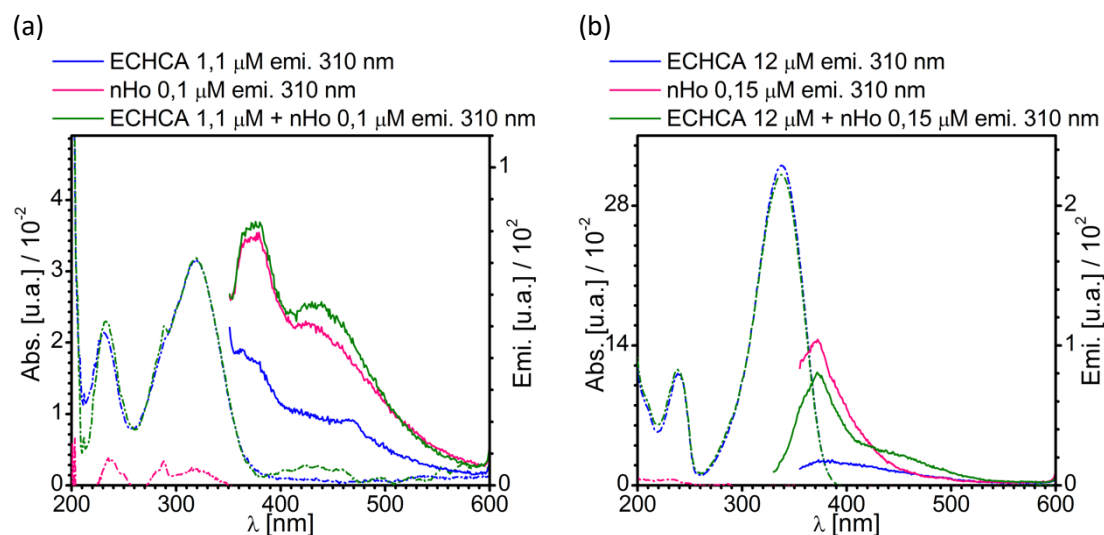 (a)
ECHCA 1,1 μM emi. 310 nm
nHo 0,1 μM emi. 310 nm
ECHCA 1,1 μM + nHo 0,1 μM emi. 310 nm
Abs. [u.a.] / 10⁻²
4
3
2
1
0
200 300 400 500 600
λ [nm]
1
0
Emi. [u.a.] / 10²
(b)
ECHCA 12 μM emi. 310 nm
nHo 0,15 μM emi. 310 nm
ECHCA 12 μM + nHo 0,15 μM emi. 310 nm
Abs. [u.a.] / 10⁻²
28
14
0
200 300 400 500 600
λ [nm]
2
1
0
Emi. [u.a.] / 10²